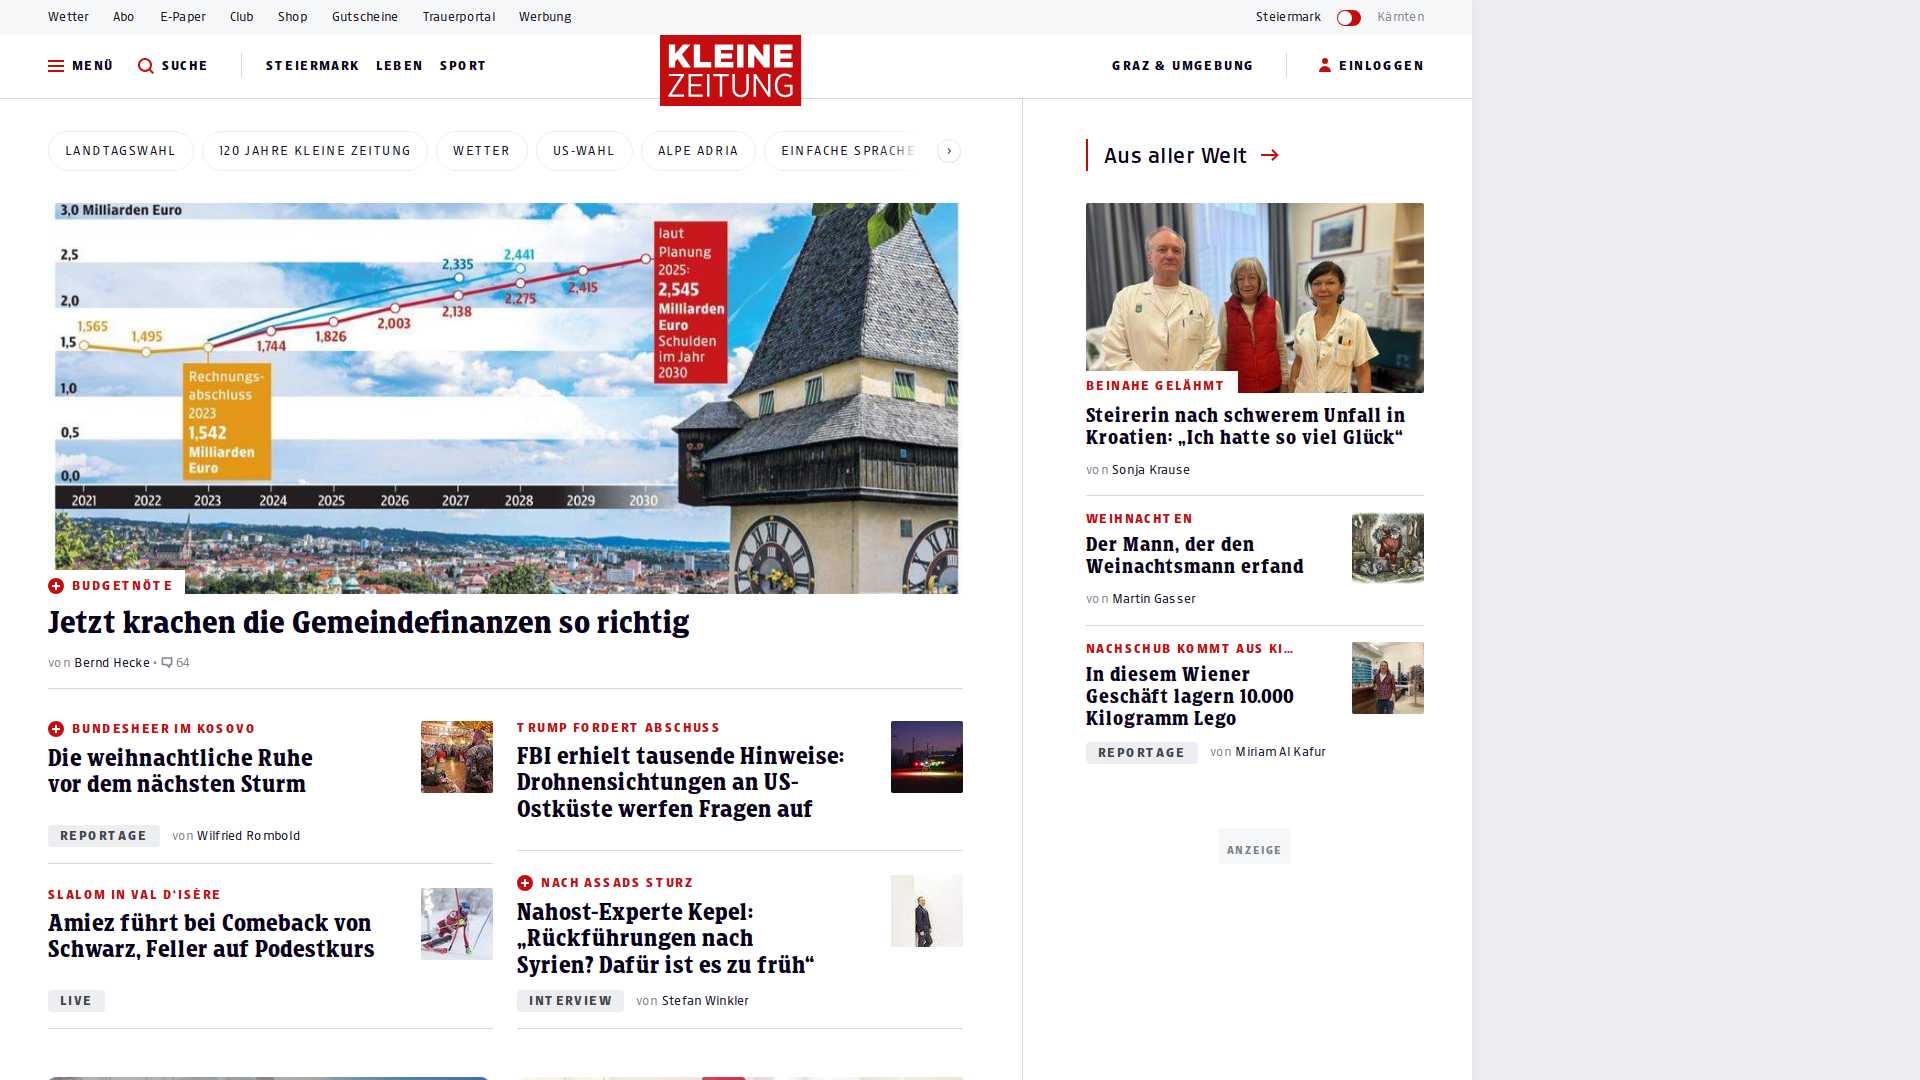 Wetter Abo E-Paper Club Shop Gutscheine Trauerportal Werbung Steiermark Kärnten
MENÜ SUCHE STEIERMARK LEBEN SPORT KLEINE ZEITUNG GRAZ & UMGEBUNG EINLOGGEN
LANDTAGSWAHL 120 JAHRE KLEINE ZEITUNG WETTER US-WAHL ALPE ADRIA EINFACHE SPRACHE
3,0 Milliarden Euro
2,5
2,0
1,5
1,0
0,5
0,0
1,565
1,495
1,744
1,826
2,003
2,138
2,275
2,415
2,335
2,441
Rechnungs-
abschluss
2023
1,542
Milliarden
Euro
laut
Planung
2025:
2,545
Milliarden
Euro
Schulden
im Jahr
2030
2021 2022 2023 2024 2025 2026 2027 2028 2029 2030
BUDGETNÖTE
Jetzt krachen die Gemeindefinanzen so richtig
von Bernd Hecke • 64
BUNDESHEER IM KOSOVO
Die weihnachtliche Ruhe
vor dem nächsten Sturm
REPORTAGE von Wilfried Rombold
TRUMP FORDERT ABSCHUSS
FBI erhielt tausende Hinweise:
Drohnensichtungen an US-
Ostküste werfen Fragen auf
SLALOM IN VAL D'ISÈRE
Amiez führt bei Comeback von
Schwarz, Feller auf Podestkurs
LIVE
NACH ASSADS STURZ
Nahost-Experte Kepel:
„Rückführungen nach
Syrien? Dafür ist es zu früh“
INTERVIEW von Stefan Winkler
Aus aller Welt
BEINAHE GELÄHMT
Steirerin nach schwerem Unfall in
Kroatien: „Ich hatte so viel Glück“
von Sonja Krause
WEIHNACHTEN
Der Mann, der den
Weinachtsmann erfand
von Martin Gasser
NACHSCHUB KOMMT AUS KI...
In diesem Wiener
Geschäft lagern 10.000
Kilogramm Lego
REPORTAGE von Miriam Al Kafur
ANZEIGE